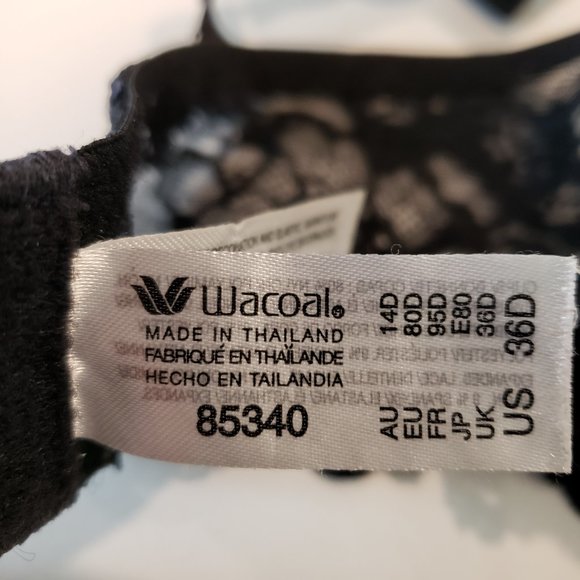 Wacoal®
MADE IN THAILAND
FABRIQUÉ EN THAÏLANDE
HECHO EN TAILANDIA
85340
AU 14D
EU 80D
FR 95D
JP E80
UK 36D
US 36D